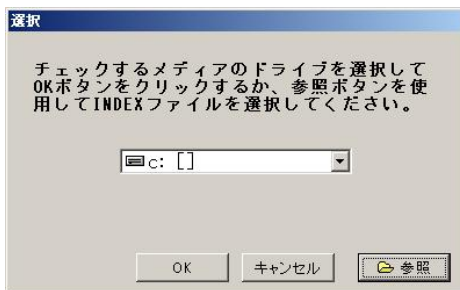 選択
チェックするメディアのドライブを選択して
OKボタンをクリックするか、参照ボタンを使
用してINDEXファイルを選択してください。
c: []
OK キャンセル 参照